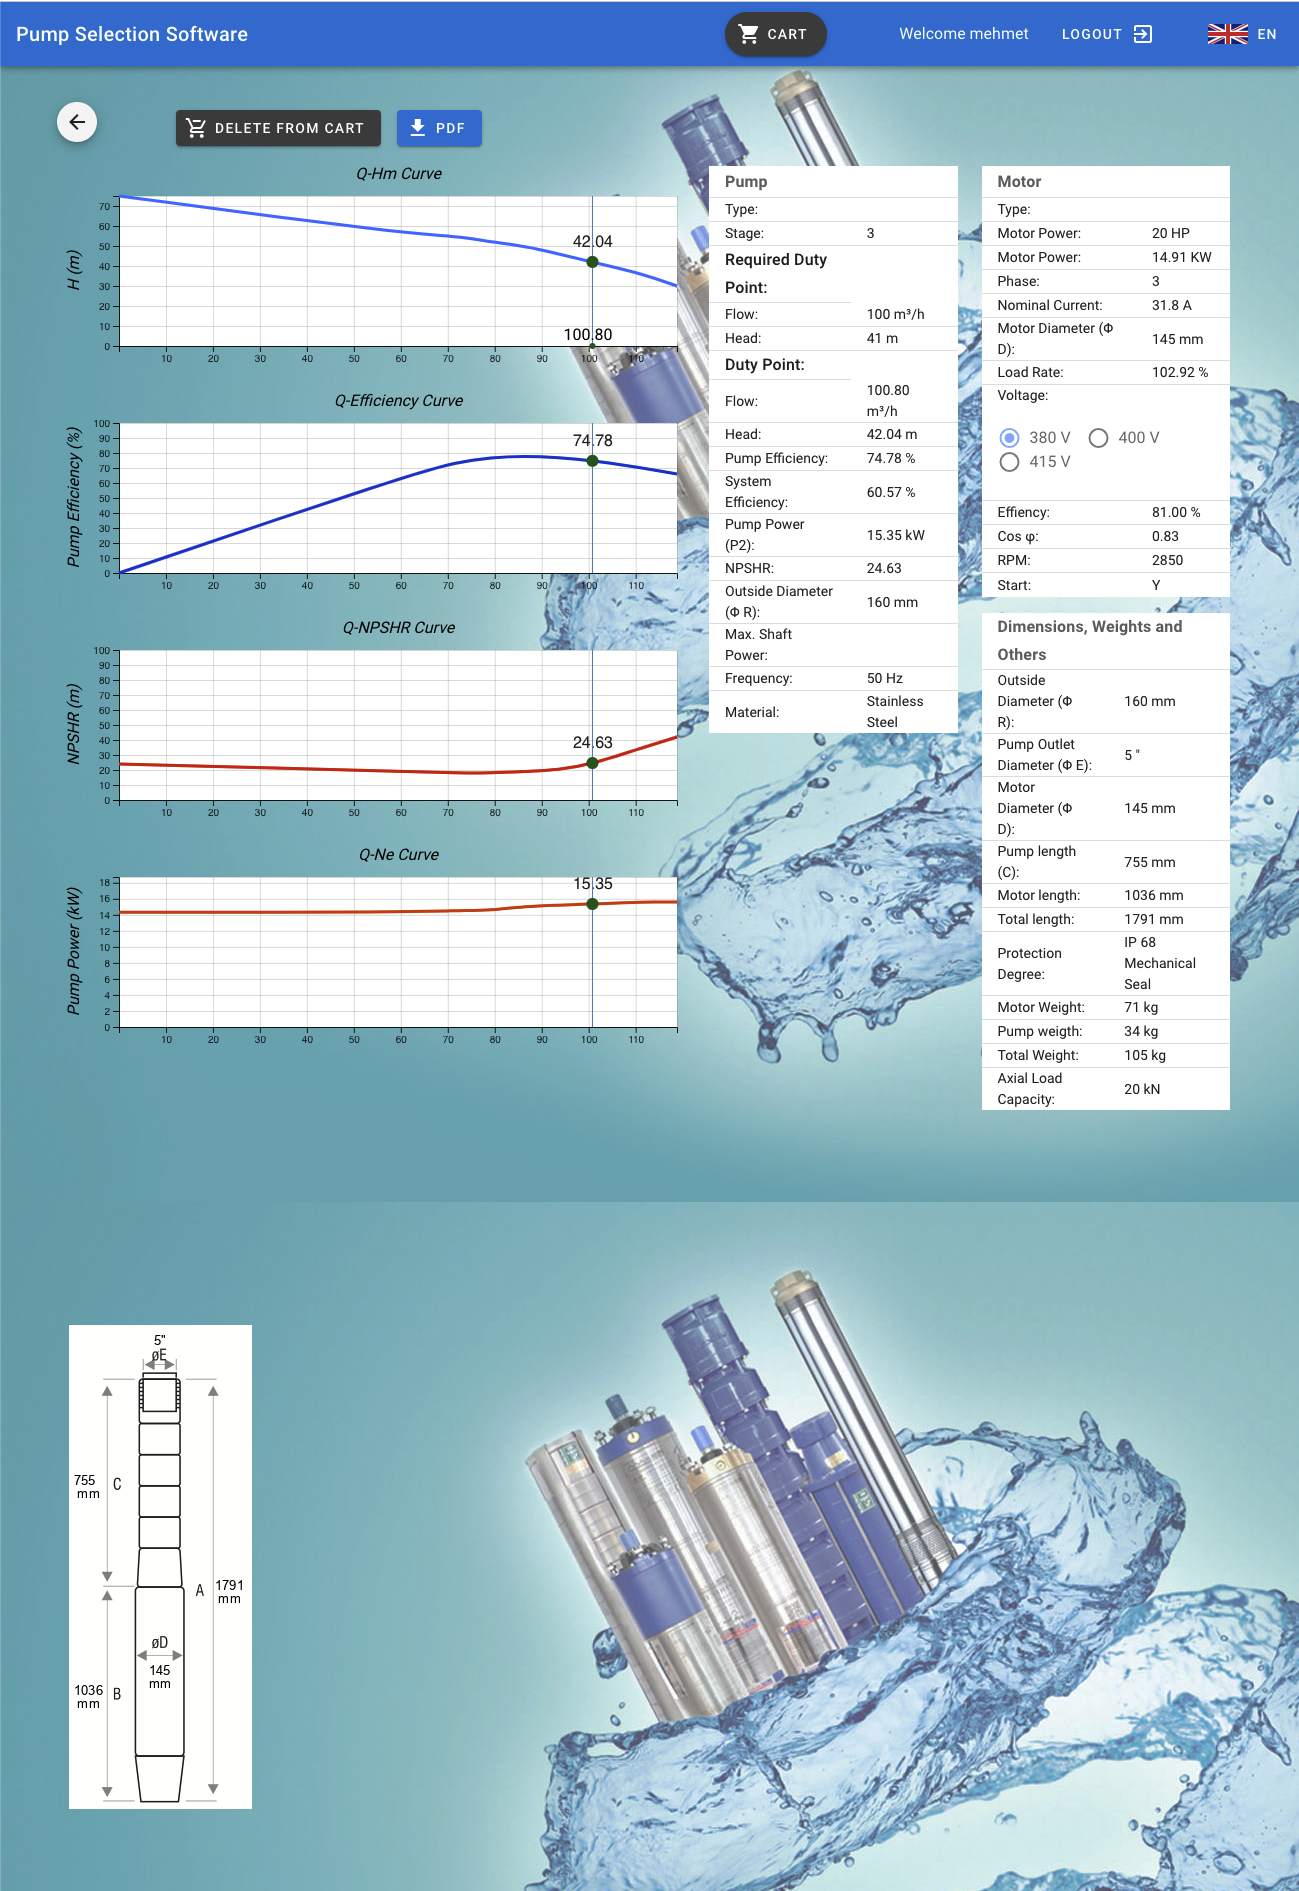 Pump Selection Software
CART
Welcome mehmet
LOGOUT
EN
DELETE FROM CART
PDF
Q-Hm Curve
H (m)
70
60
50
40
30
20
10
0
42.04
100.80
10 20 30 40 50 60 70 80 90 100 110
Q-Efficiency Curve
Pump Efficiency (%)
100
90
80
70
60
50
40
30
20
10
0
74.78
10 20 30 40 50 60 70 80 90 100 110
Q-NPSHR Curve
NPSHR (m)
100
90
80
70
60
50
40
30
20
10
0
24.63
10 20 30 40 50 60 70 80 90 100 110
Q-Ne Curve
Pump Power (kW)
18
16
14
12
10
8
6
4
2
0
15.35
10 20 30 40 50 60 70 80 90 100 110
Pump
Type:
Stage: 3
Required Duty
Point:
Flow: 100 m³/h
Head: 41 m
Duty Point:
Flow: 100.80
m³/h
Head: 42.04 m
Pump Efficiency: 74.78 %
System
Efficiency: 60.57 %
Pump Power
(P2): 15.35 kW
NPSHR: 24.63
Outside Diameter
(Φ R): 160 mm
Max. Shaft
Power:
Frequency: 50 Hz
Material: Stainless
Steel
Motor
Type:
Motor Power: 20 HP
Motor Power: 14.91 KW
Phase: 3
Nominal Current: 31.8 A
Motor Diameter (Φ
D): 145 mm
Load Rate: 102.92 %
Voltage:
380 V 400 V
415 V
Effiency: 81.00 %
Cos φ: 0.83
RPM: 2850
Start: Y
Dimensions, Weights and
Others
Outside
Diameter (Φ 160 mm
R):
Pump Outlet
Diameter (Φ E): 5 "
Motor
Diameter (Φ 145 mm
D):
Pump length
(C): 755 mm
Motor length: 1036 mm
Total length: 1791 mm
Protection
Degree: IP 68
Mechanical
Seal
Motor Weight: 71 kg
Pump weigth: 34 kg
Total Weight: 105 kg
Axial Load
Capacity: 20 kN
5"
øE
755
mm
C
A
1791
mm
øD
145
mm
1036
mm
B